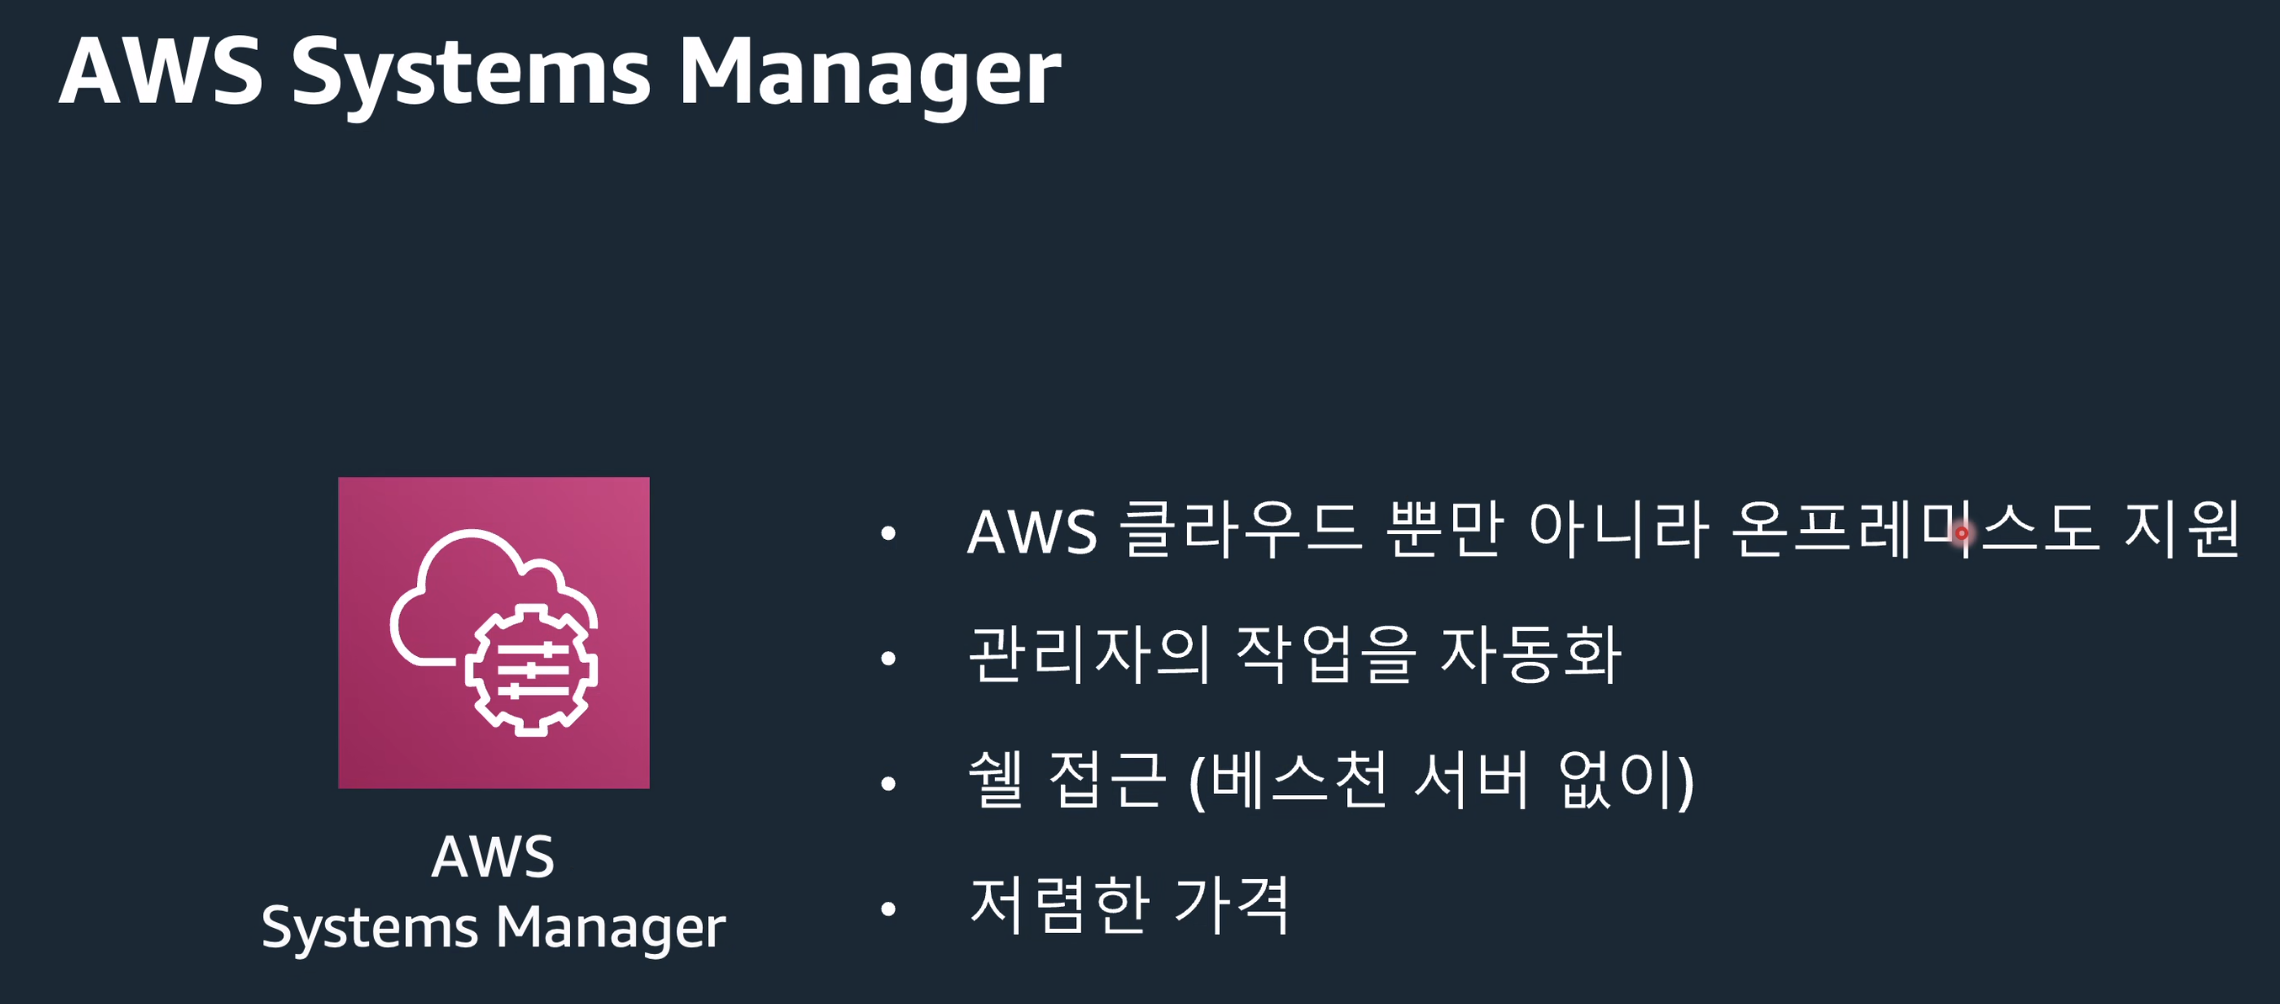 AWS Systems Manager
• AWS 클라우드 뿐만 아니라 온프레미스도 지원
• 관리자의 작업을 자동화
• 쉘 접근 (베스천 서버 없이)
• 저렴한 가격
AWS
Systems Manager